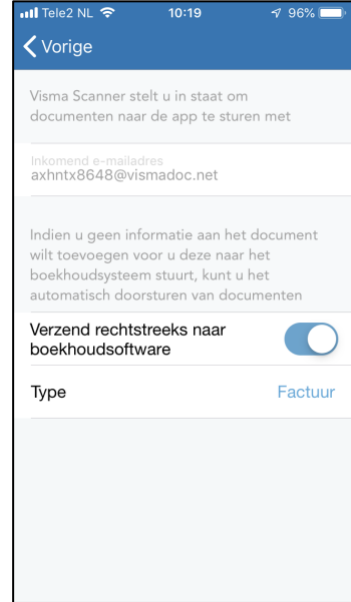 Tele2 NL 10:19 96%
Vorige
Visma Scanner stelt u in staat om
documenten naar de app te sturen met
Inkomend e-mailadres
axhntx8648@vismadoc.net
Indien u geen informatie aan het document
wilt toevoegen voor u deze naar het
boekhoudsysteem stuurt, kunt u het
automatisch doorsturen van documenten
Verzend rechtstreeks naar
boekhoudsoftware
Type Factuur